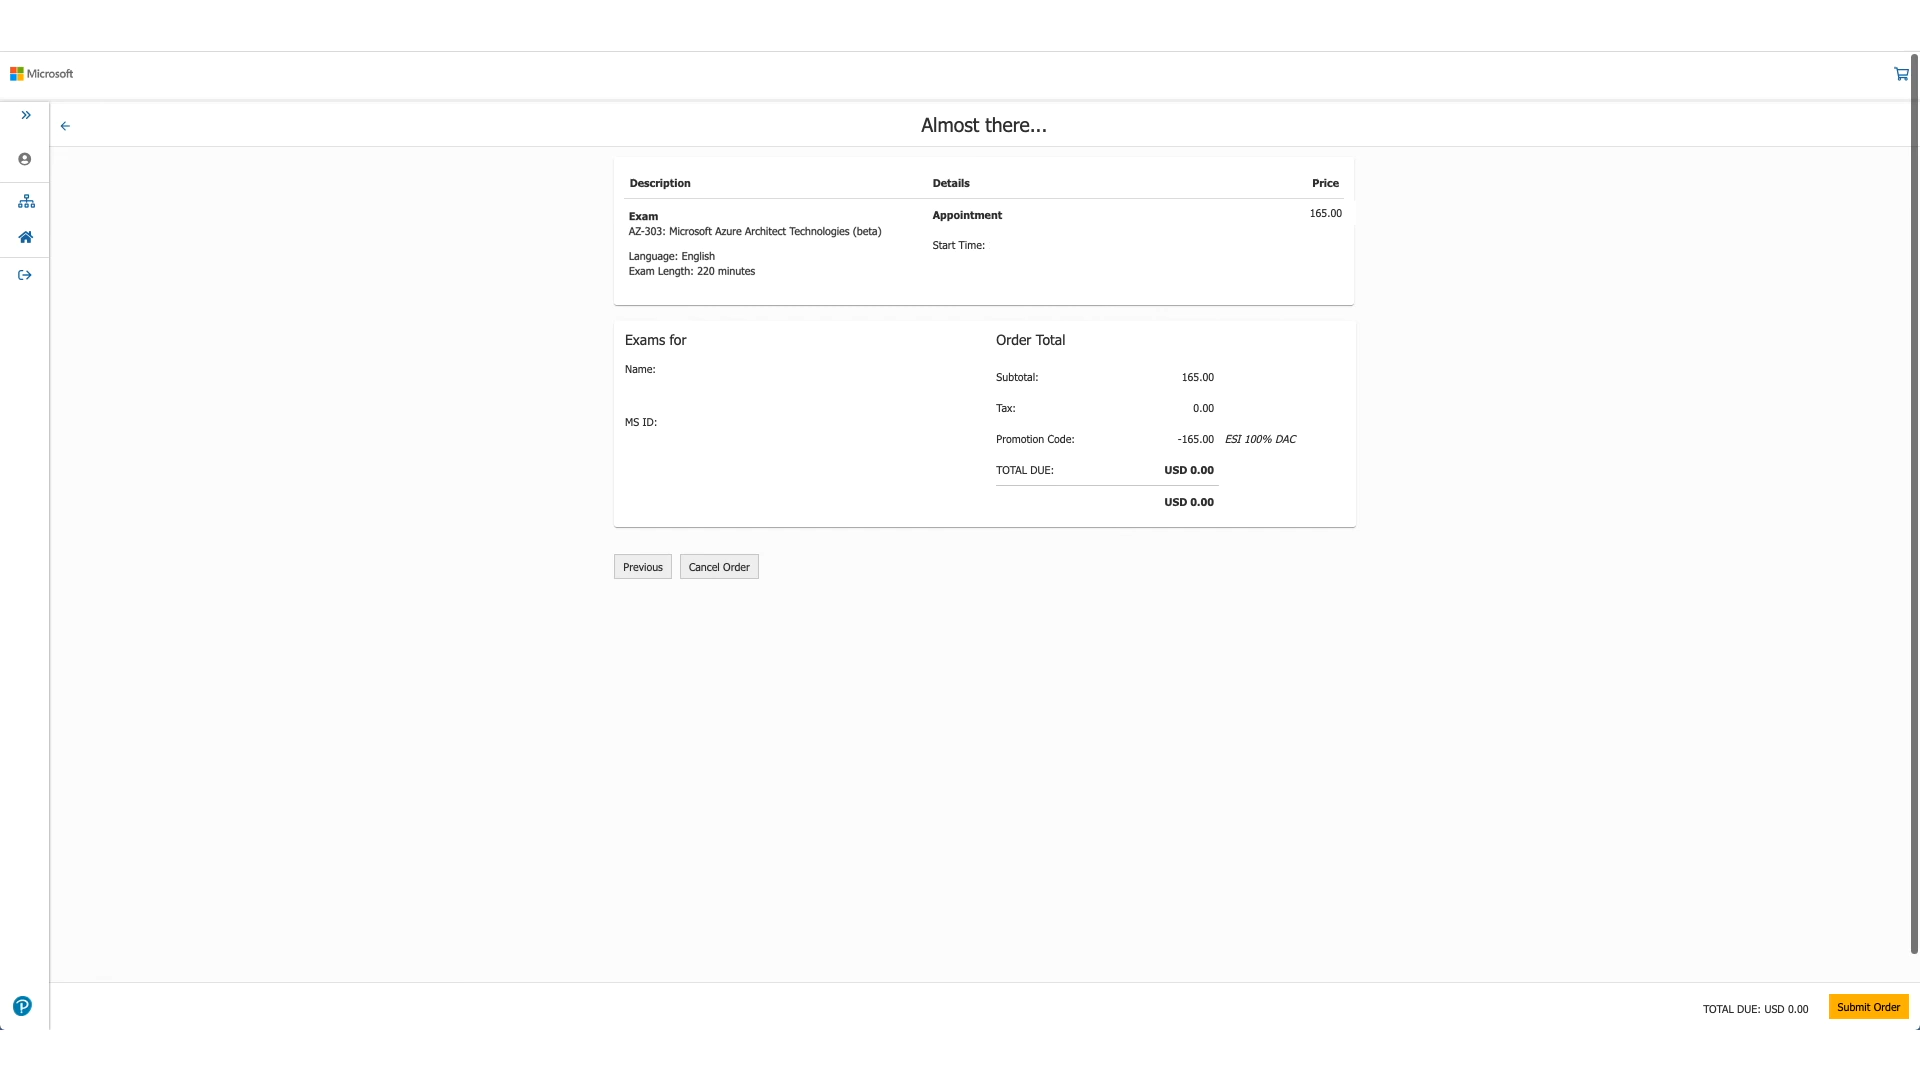 Microsoft
Almost there...
Description Details Price
Exam Appointment 165.00
AZ-303: Microsoft Azure Architect Technologies (beta)
Start Time:
Language: English
Exam Length: 220 minutes
Exams for
Name:
MS ID:
Order Total
Subtotal: 165.00
Tax: 0.00
Promotion Code: -165.00 ESI 100% DAC
TOTAL DUE: USD 0.00
USD 0.00
Previous Cancel Order
TOTAL DUE: USD 0.00 Submit Order